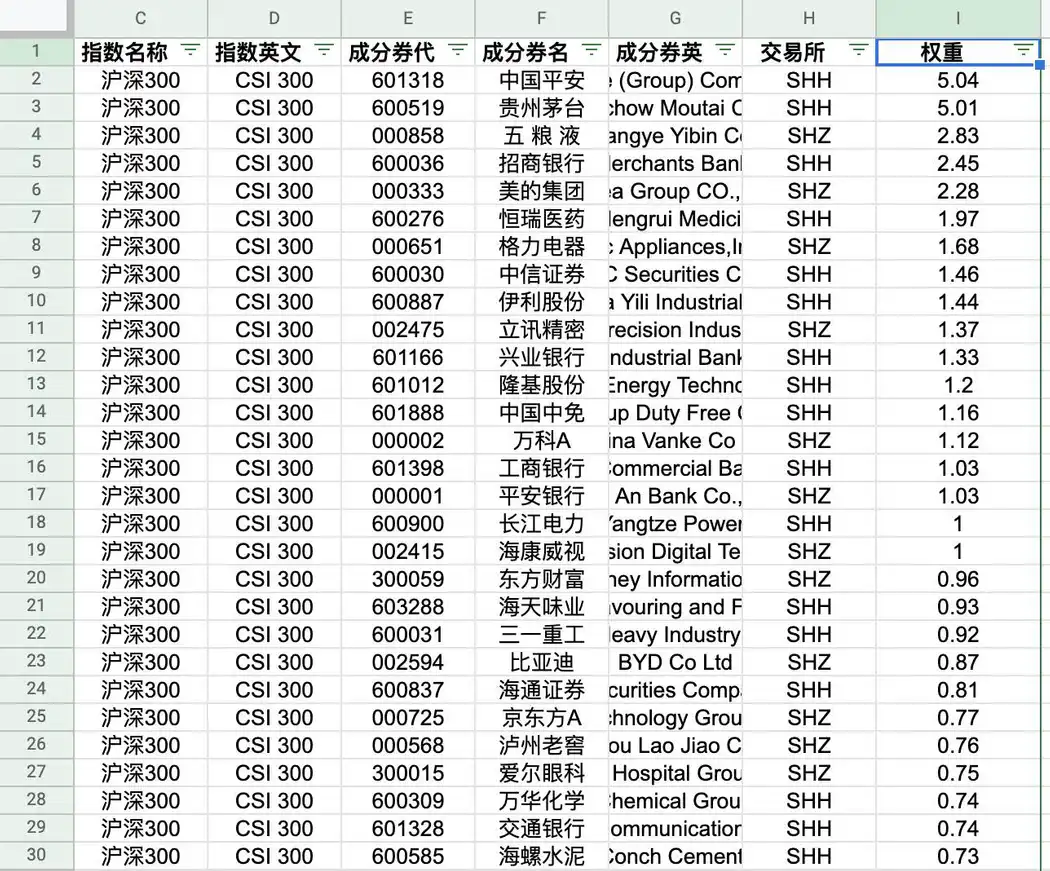 C D E F G H I
1 指数名称 指数英文 成分券代 成分券名 成分券英 交易所 权重
2 沪深300 CSI 300 601318 中国平安 (Group) Com SHH 5.04
3 沪深300 CSI 300 600519 贵州茅台 chow Moutai C SHH 5.01
4 沪深300 CSI 300 000858 五 粮 液 angye Yibin Co SHZ 2.83
5 沪深300 CSI 300 600036 招商银行 erchants Ban SHH 2.45
6 沪深300 CSI 300 000333 美的集团 ea Group CO., SHZ 2.28
7 沪深300 CSI 300 600276 恒瑞医药 engrui Medici SHH 1.97
8 沪深300 CSI 300 000651 格力电器 c Appliances,I SHZ 1.68
9 沪深300 CSI 300 600030 中信证券 C Securities C SHH 1.46
10 沪深300 CSI 300 600887 伊利股份 a Yili Industrial SHH 1.44
11 沪深300 CSI 300 002475 立讯精密 recision Indus SHZ 1.37
12 沪深300 CSI 300 601166 兴业银行 ndustrial Bank SHH 1.33
13 沪深300 CSI 300 601012 隆基股份 Energy Techno SHH 1.2
14 沪深300 CSI 300 601888 中国中免 up Duty Free SHH 1.16
15 沪深300 CSI 300 000002 万科A ina Vanke Co SHZ 1.12
16 沪深300 CSI 300 601398 工商银行 Commercial Ba SHH 1.03
17 沪深300 CSI 300 000001 平安银行 An Bank Co., SHZ 1.03
18 沪深300 CSI 300 600900 长江电力 Yangtze Power SHH 1
19 沪深300 CSI 300 002415 海康威视 sion Digital Te SHZ 1
20 沪深300 CSI 300 300059 东方财富 ney Informatio SHZ 0.96
21 沪深300 CSI 300 603288 海天味业 avouring and F SHH 0.93
22 沪深300 CSI 300 600031 三一重工 eavy Industry SHH 0.92
23 沪深300 CSI 300 002594 比亚迪 BYD Co Ltd SHZ 0.87
24 沪深300 CSI 300 600837 海通证券 curities Comp SHH 0.81
25 沪深300 CSI 300 000725 京东方A chnology Grou SHZ 0.77
26 沪深300 CSI 300 000568 泸州老窖 ou Lao Jiao C SHZ 0.76
27 沪深300 CSI 300 300015 爱尔眼科 Hospital Grou SHZ 0.75
28 沪深300 CSI 300 600309 万华化学 Chemical Grou SHH 0.74
29 沪深300 CSI 300 601328 交通银行 ommunication SHH 0.74
30 沪深300 CSI 300 600585 海螺水泥 Conch Cement SHH 0.73